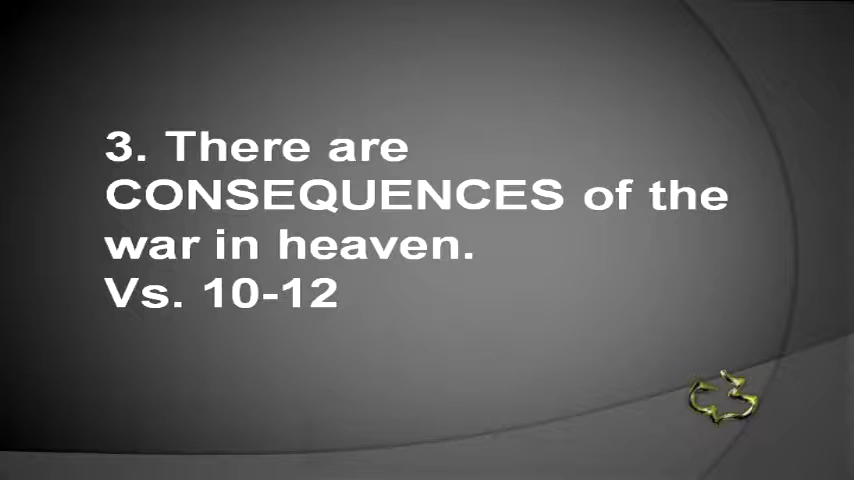 3. There are
CONSEQUENCES of the
war in heaven.
Vs. 10-12